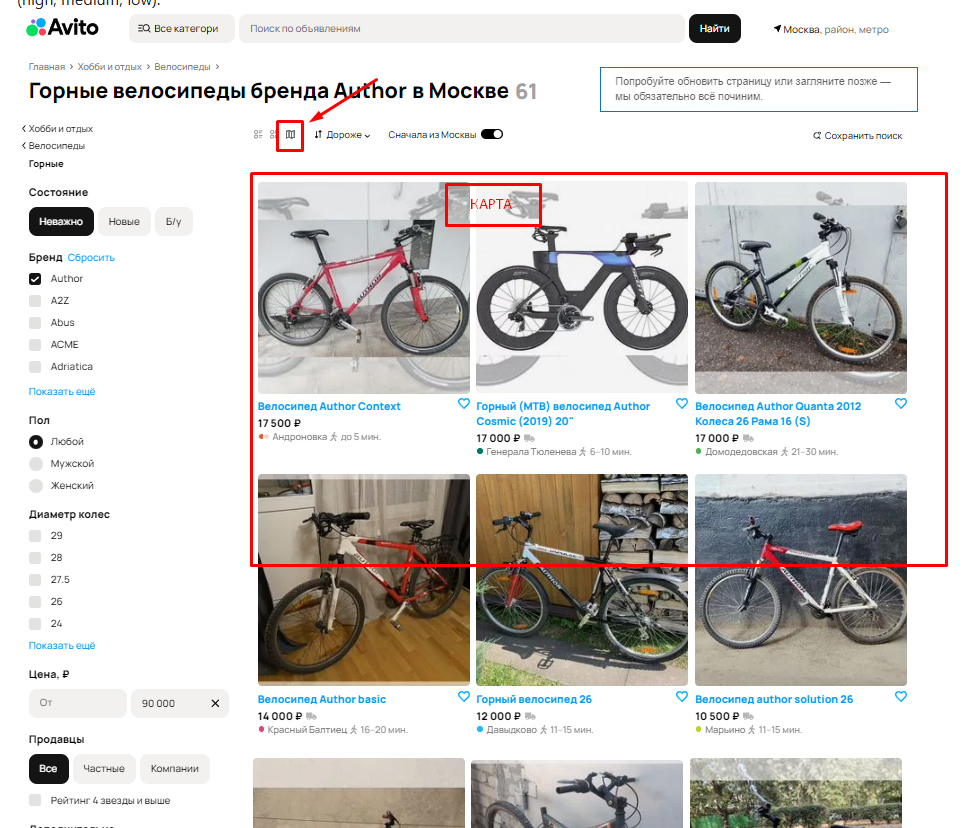 (high, medium, low).
Avito
Все категори
Поиск по объявлениям
Найти
Москва, район, метро
Главная > Хобби и отдых > Велосипеды >
Горные велосипеды бренда Author в Москве 61
Попробуйте обновить страницу или загляните позже —
мы обязательно всё починим.
Хобби и отдых
Велосипеды
Горные
Дороже
Сначала из Москвы
Сохранить поиск
Состояние
Неважно
Новые
Б/у
Бренд Сбросить
Author
A2Z
Abus
ACME
Adriatica
Показать ещё
Пол
Любой
Мужской
Женский
Диаметр колес
29
28
27.5
26
24
Показать ещё
Цена, ₽
От
90 000
Продавцы
Все
Частные
Компании
Рейтинг 4 звезды и выше
КАРТА
Велосипед Author Context
17 500 ₽
Андроновка до 5 мин.
Горный (MTB) велосипед Author
Cosmic (2019) 20"
17 000 ₽
Генерала Тюленева 6–10 мин.
Велосипед Author Quanta 2012
Колеса 26 Рама 16 (S)
17 000 ₽
Домодедовская 21–30 мин.
Велосипед Author basic
14 000 ₽
Красный Балтиец 16–20 мин.
Горный велосипед 26
12 000 ₽
Давыдково 11–15 мин.
Велосипед author solution 26
10 500 ₽
Марьино 11–15 мин.